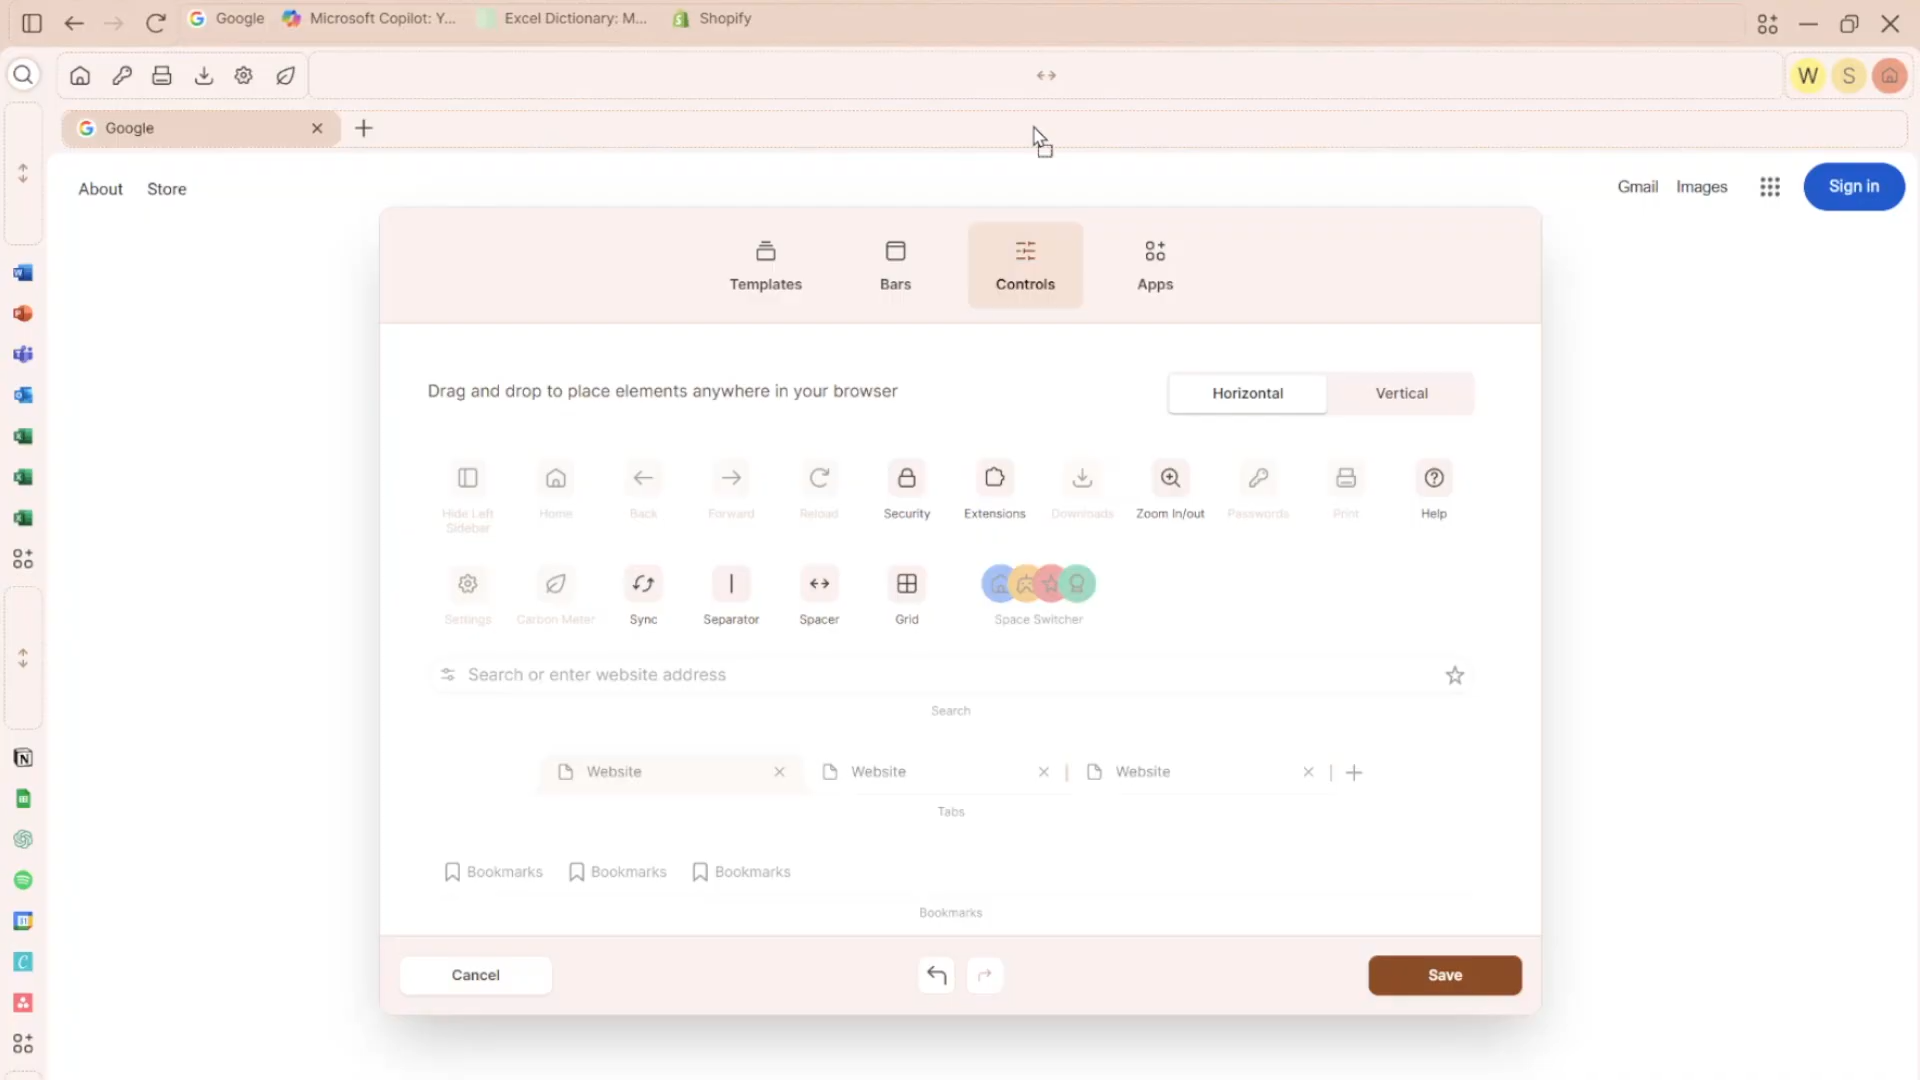 Google Microsoft Copilot: Y... Excel Dictionary: M... Shopify
W S
Google
About Store Gmail Images Sign in
Templates Bars Controls Apps
Drag and drop to place elements anywhere in your browser Horizontal Vertical
Hide Left Sidebar Home Back Forward Reload Security Extensions Downloads Zoom In/out Passwords Print Help
Settings Carbon Meter Sync Separator Spacer Grid Space Switcher
Search or enter website address
Search
Website Website Website
Tabs
Bookmarks Bookmarks Bookmarks
Bookmarks
Cancel Save